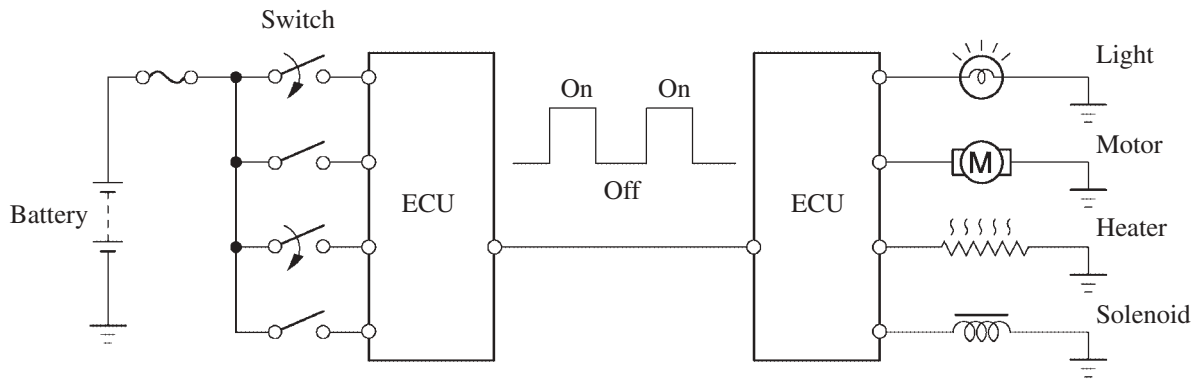 Switch
Light
On
On
Motor
M
Off
ECU
ECU
Battery
Heater
Solenoid